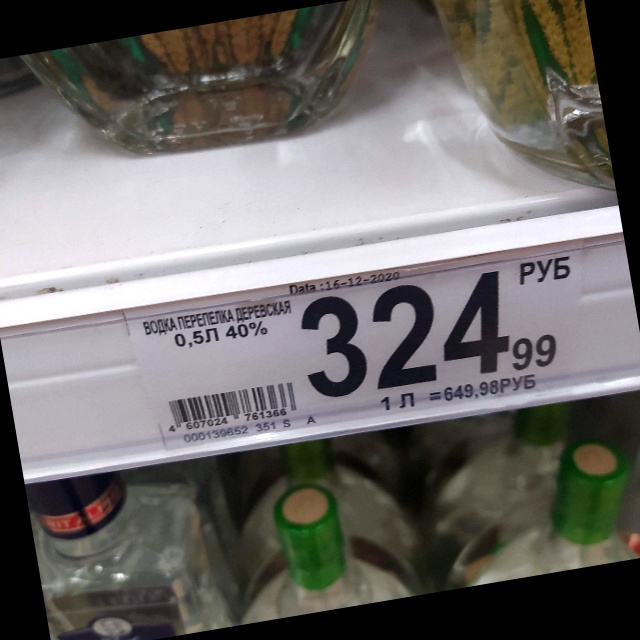 Data :16-12-2020
ВОДКА ПЕРЕПЕЛКА ДЕРЕВСКАЯ
0,5Л 40%
324 99 РУБ
1 Л =649,98РУБ
4 607024 761366
000139652 351 S A